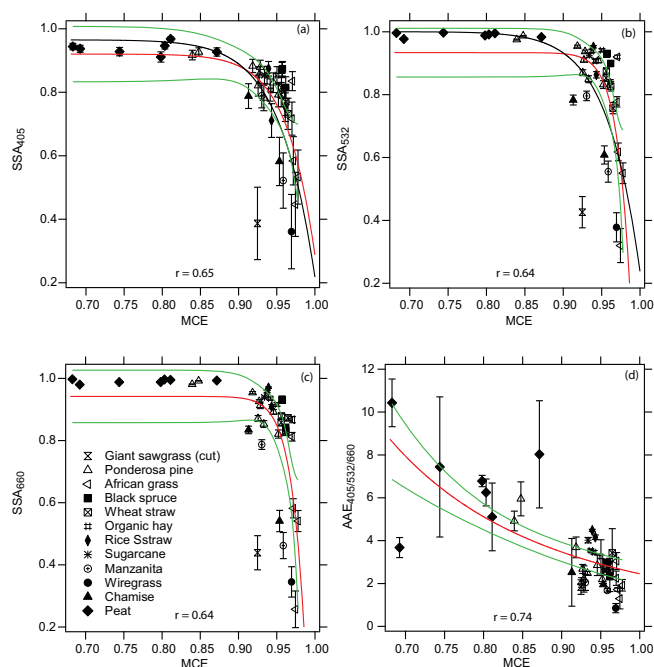 (a)
1.0
0.8
0.6
0.4
0.2
SSA405
r = 0.65
0.70 0.75 0.80 0.85 0.90 0.95 1.00
MCE
(b)
1.0
0.8
0.6
0.4
0.2
SSA532
r = 0.64
0.70 0.75 0.80 0.85 0.90 0.95 1.00
MCE
(c)
1.0
0.8
0.6
0.4
0.2
SSA660
Giant sawgrass (cut)
Ponderosa pine
African grass
Black spruce
Wheat straw
Organic hay
Rice Sstraw
Sugarcane
Manzanita
Wiregrass
Chamise
Peat
r = 0.64
0.70 0.75 0.80 0.85 0.90 0.95 1.00
MCE
(d)
12
10
8
6
4
2
0
AAE405/532/660
r = 0.74
0.70 0.75 0.80 0.85 0.90 0.95 1.00
MCE